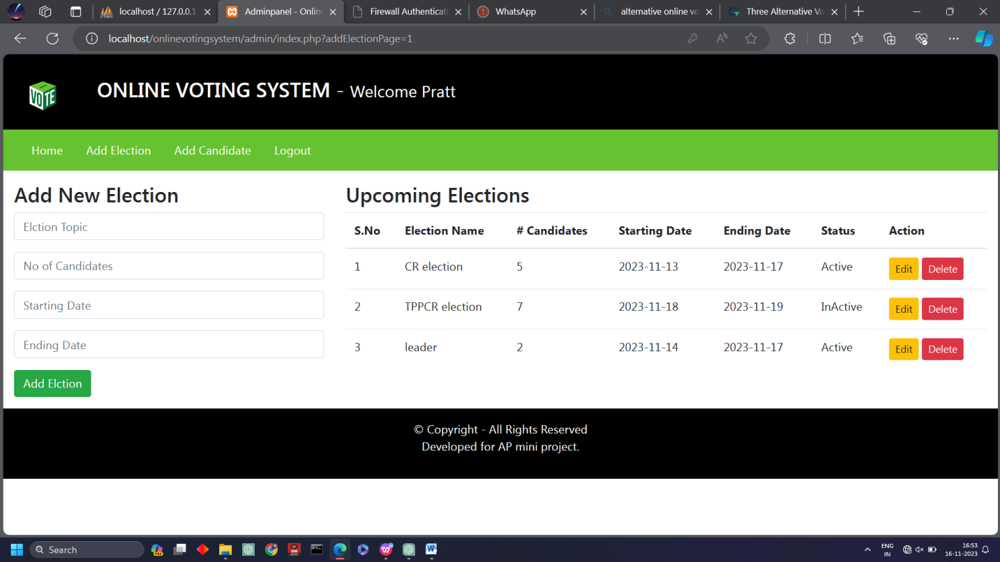 localhost / 127.0.0.1
Adminpanel - Onlin
Firewall Authenticati
WhatsApp
alternative online vo
Three Alternative Vo
localhost/onlinevotingsystem/admin/index.php?addElectionPage=1
VOTE
ONLINE VOTING SYSTEM - Welcome Pratt
Home Add Election Add Candidate Logout
Add New Election
Elction Topic
No of Candidates
Starting Date
Ending Date
Add Elction
Upcoming Elections
S.No Election Name # Candidates Starting Date Ending Date Status Action
1 CR election 5 2023-11-13 2023-11-17 Active Edit Delete
2 TPPCR election 7 2023-11-18 2023-11-19 InActive Edit Delete
3 leader 2 2023-11-14 2023-11-17 Active Edit Delete
© Copyright - All Rights Reserved
Developed for AP mini project.
Search
ENG
IN
16:53
16-11-2023